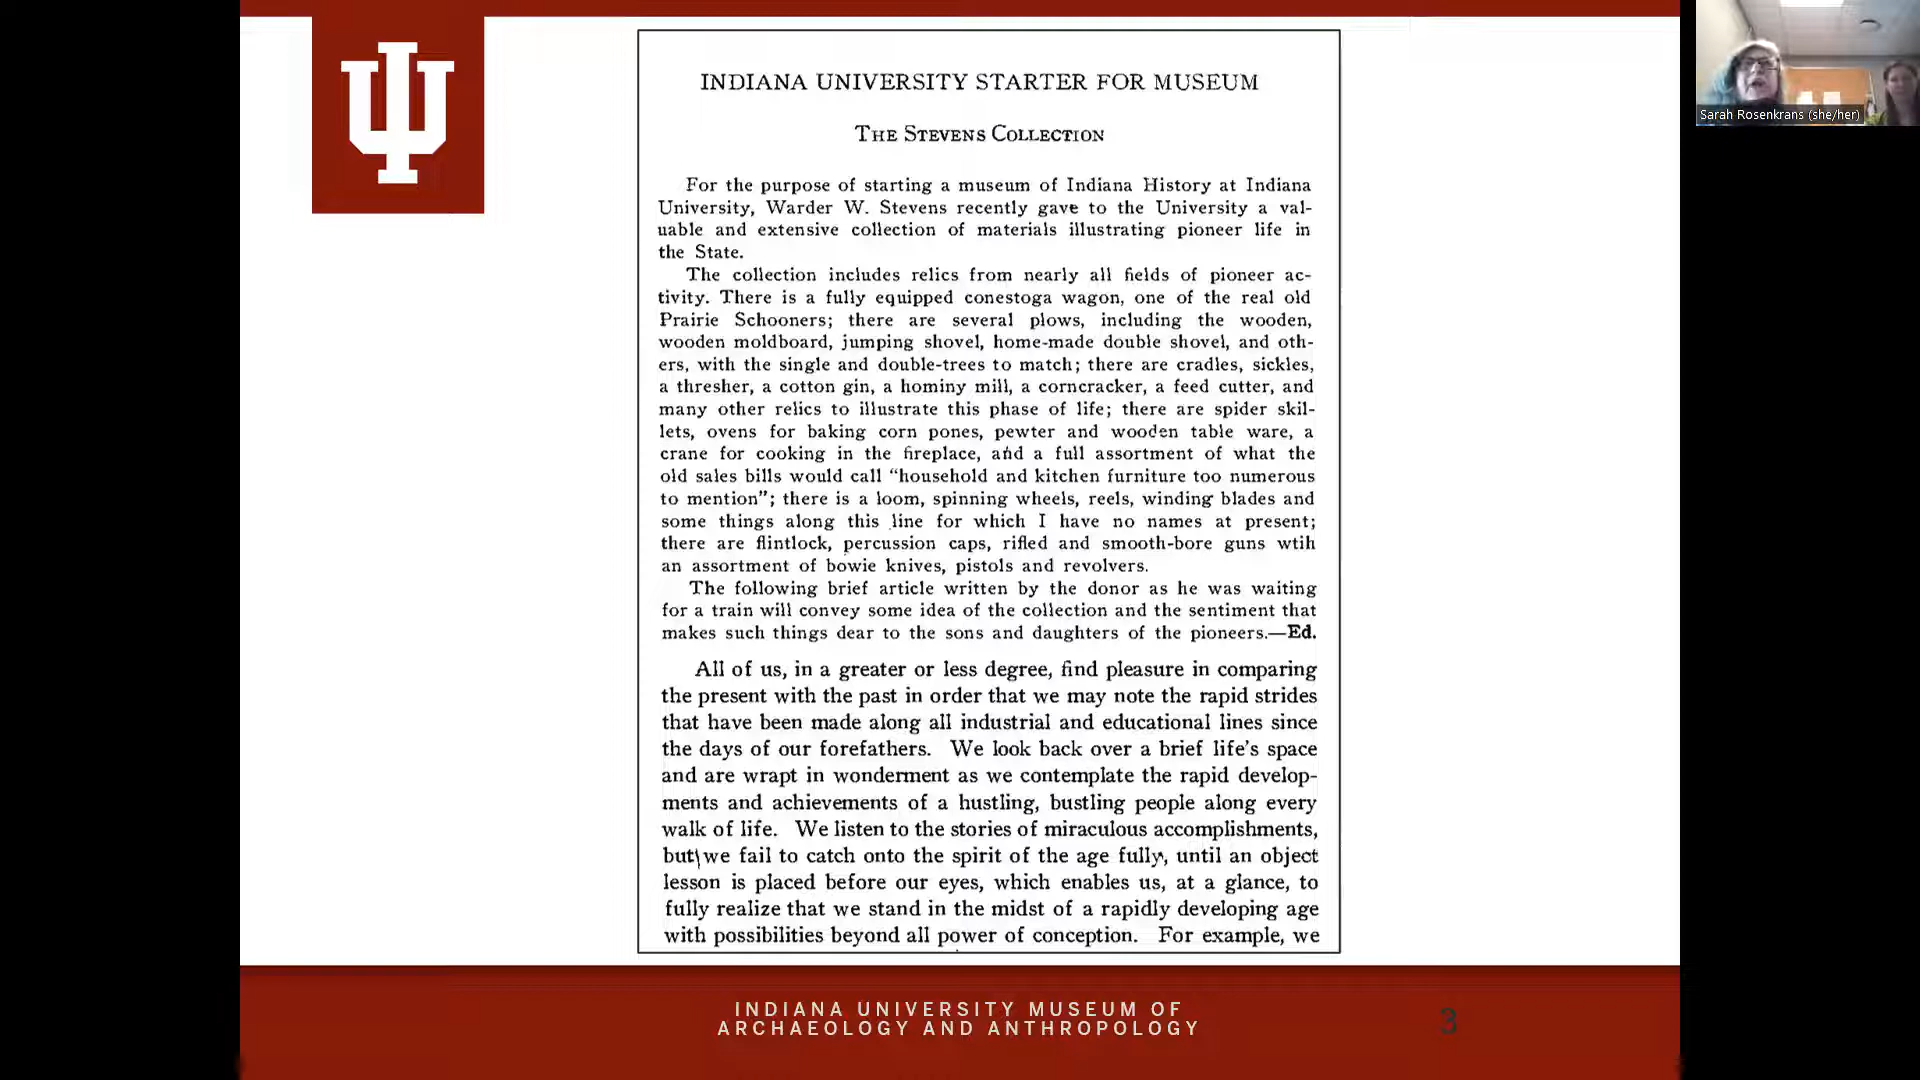 INDIANA UNIVERSITY STARTER FOR MUSEUM
THE STEVENS COLLECTION
For the purpose of starting a museum of Indiana History at Indiana
University, Warder W. Stevens recently gave to the University a val-
uable and extensive collection of materials illustrating pioneer life in
the State.
The collection includes relics from nearly all fields of pioneer ac-
tivity. There is a fully equipped conestoga wagon, one of the real old
Prairie Schooners; there are several plows, including the wooden,
wooden moldboard, jumping shovel, home-made double shovel, and oth-
ers, with the single and double-trees to match; there are cradles, sickles,
a thresher, a cotton gin, a hominy mill, a corncracker, a feed cutter, and
many other relics to illustrate this phase of life; there are spider skil-
lets, ovens for baking corn pones, pewter and wooden table ware, a
crane for cooking in the fireplace, and a full assortment of what the
old sales bills would call "household and kitchen furniture too numerous
to mention"; there is a loom, spinning wheels, reels, winding blades and
some things along this line for which I have no names at present;
there are flintlock, percussion caps, rifled and smooth-bore guns wtih
an assortment of bowie knives, pistols and revolvers.
The following brief article written by the donor as he was waiting
for a train will convey some idea of the collection and the sentiment that
makes such things dear to the sons and daughters of the pioneers.—Ed.
All of us, in a greater or less degree, find pleasure in comparing
the present with the past in order that we may note the rapid strides
that have been made along all industrial and educational lines since
the days of our forefathers. We look back over a brief life's space
and are wrapt in wonderment as we contemplate the rapid develop-
ments and achievements of a hustling, bustling people along every
walk of life. We listen to the stories of miraculous accomplishments,
but we fail to catch onto the spirit of the age fully, until an object
lesson is placed before our eyes, which enables us, at a glance, to
fully realize that we stand in the midst of a rapidly developing age
with possibilities beyond all power of conception. For example, we
INDIANA UNIVERSITY MUSEUM OF
ARCHAEOLOGY AND ANTHROPOLOGY
3
Sarah Rosenkrans (she/her)